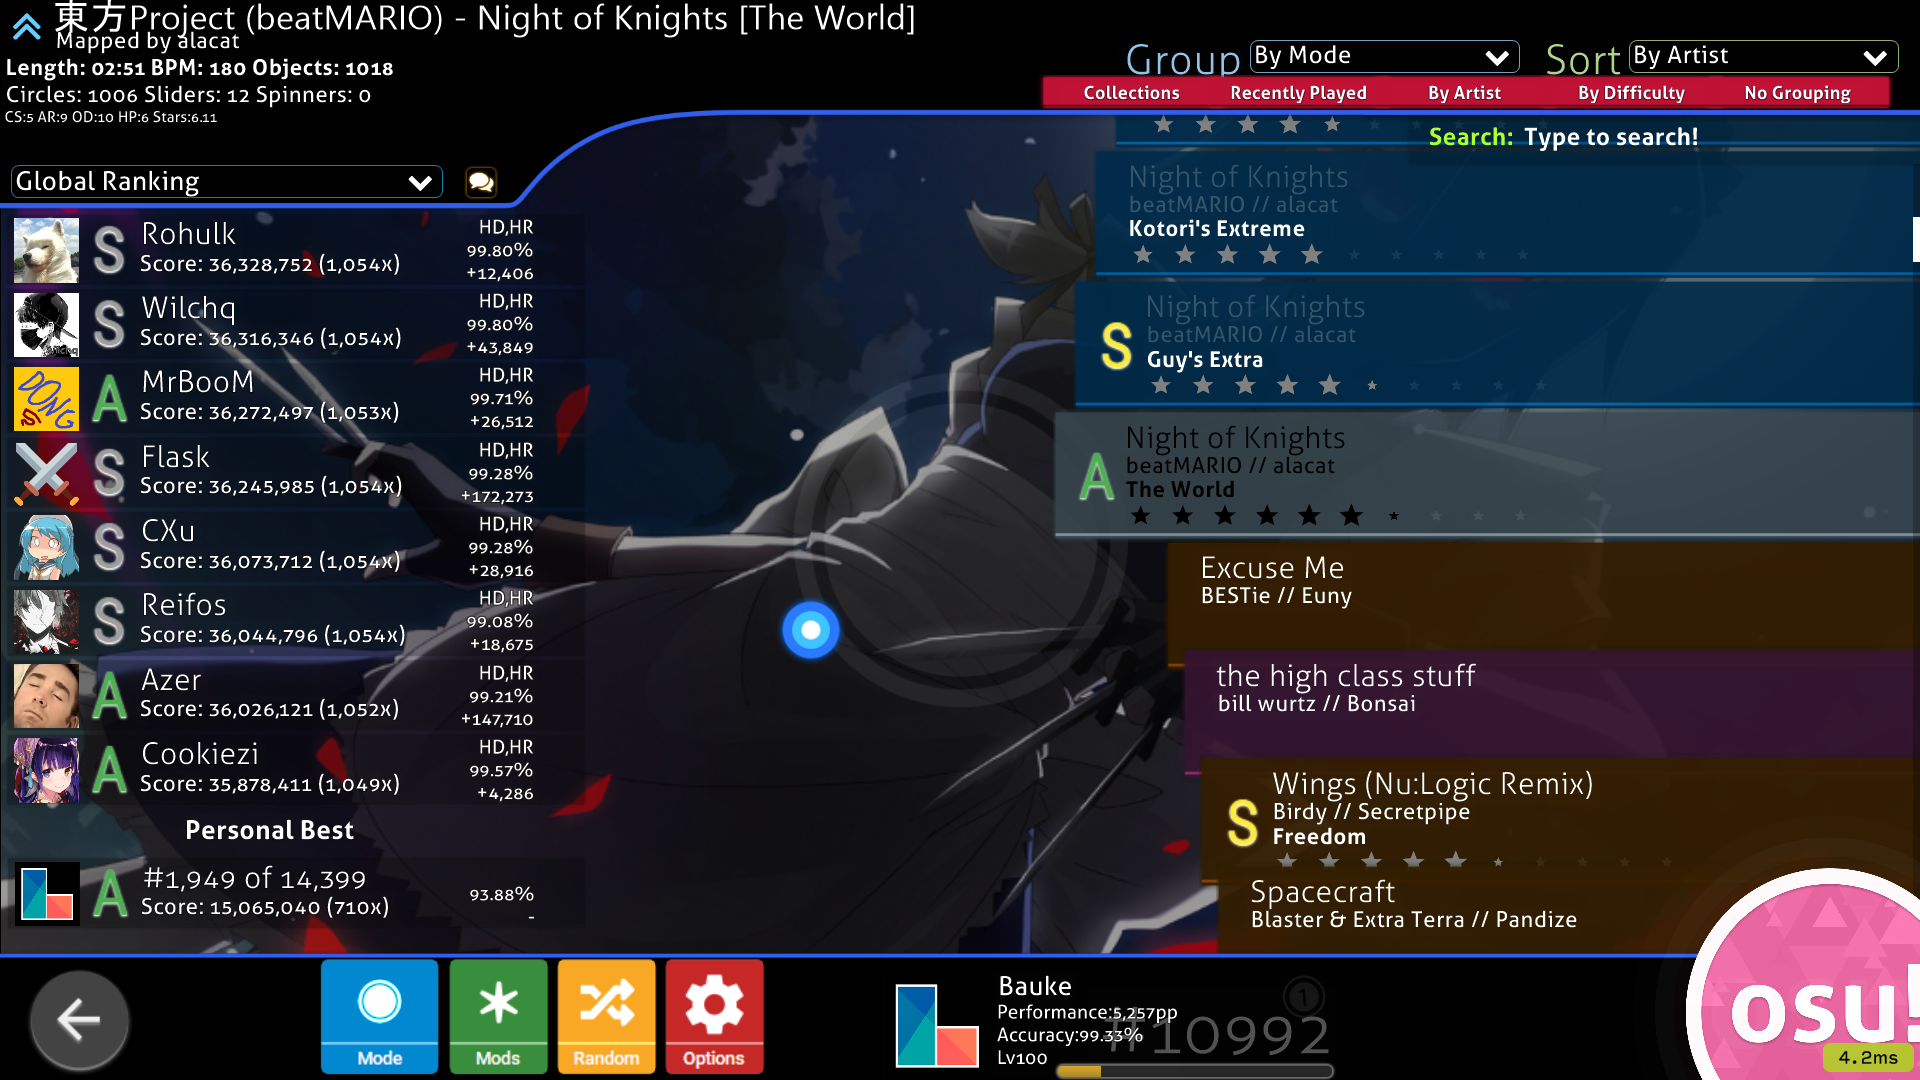 東方Project (beatMARIO) - Night of Knights [The World]
Mapped by alacat
Length: 02:51 BPM: 180 Objects: 1018
Circles: 1006 Sliders: 12 Spinners: 0
CS:5 AR:9 OD:10 HP:6 Stars:6.11
Group By Mode Sort By Artist
Collections Recently Played By Artist By Difficulty No Grouping
Search: Type to search!
Global Ranking
Rohulk HD,HR
Score: 36,328,752 (1,054x) 99.80%
+12,406
Wilchq HD,HR
Score: 36,316,346 (1,054x) 99.80%
+43,849
MrBooM HD,HR
Score: 36,272,497 (1,053x) 99.71%
+26,512
Flask HD,HR
Score: 36,245,985 (1,054x) 99.28%
+172,273
CXu HD,HR
Score: 36,073,712 (1,054x) 99.28%
+28,916
Reifos HD,HR
Score: 36,044,796 (1,054x) 99.08%
+18,675
Azer HD,HR
Score: 36,026,121 (1,052x) 99.21%
+147,710
Cookiezi HD,HR
Score: 35,878,411 (1,049x) 99.57%
+4,286
Personal Best
#1,949 of 14,399
Score: 15,065,040 (710x) 93.88%
-
S
S
A
S
S
S
A
A
A
DONG
Night of Knights
beatMARIO // alacat
Kotori's Extreme
S
Night of Knights
beatMARIO // alacat
Guy's Extra
A
Night of Knights
beatMARIO // alacat
The World
Excuse Me
BESTie // Euny
the high class stuff
bill wurtz // Bonsai
S
Wings (Nu:Logic Remix)
Birdy // Secretpipe
Freedom
Spacecraft
Blaster & Extra Terra // Pandize
Mode Mods Random Options
Bauke
Performance:5,257pp
Accuracy:99.33%
Lv100
#10992
1
osu!
4.2ms